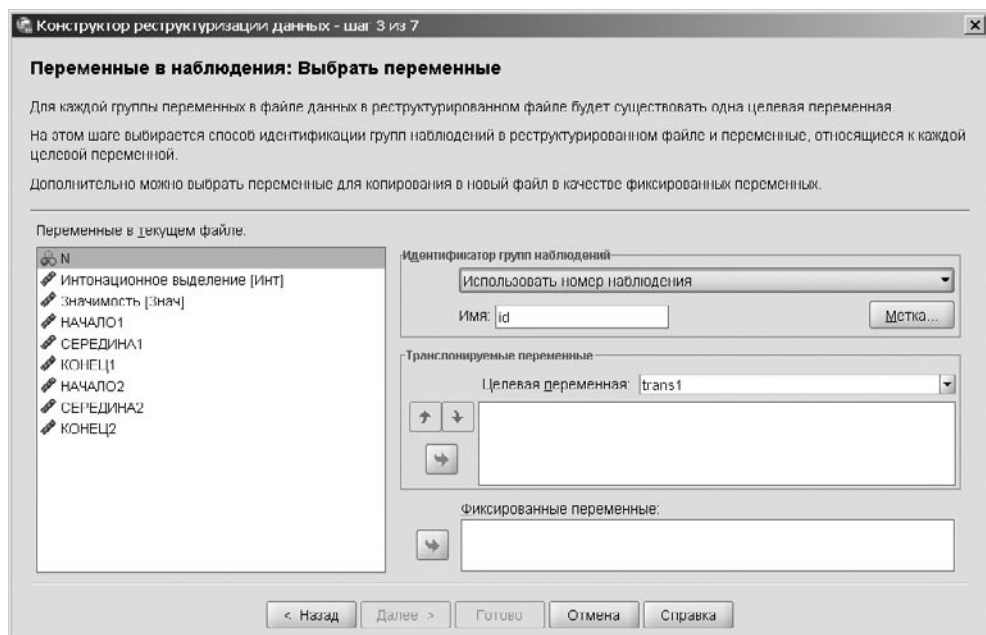 Конструктор реструктуризации данных - шаг 3 из 7
Переменные в наблюдения: Выбрать переменные
Для каждой группы переменных в файле данных в реструктурированном файле будет существовать одна целевая переменная.
На этом шаге выбирается способ идентификации групп наблюдений в реструктурированном файле и переменные, относящиеся к каждой
целевой переменной.
Дополнительно можно выбрать переменные для копирования в новый файл в качестве фиксированных переменных.
Переменные в текущем файле:
N
Интонационное выделение [Инт]
Значимость [Знач]
НАЧАЛО1
СЕРЕДИНА1
КОНЕЦ1
НАЧАЛО2
СЕРЕДИНА2
КОНЕЦ2
Идентификатор групп наблюдений
Использовать номер наблюдения
Имя: id
Метка...
Транспонируемые переменные
Целевая переменная: trans1
Фиксированные переменные:
< Назад Далее > Готово Отмена Справка